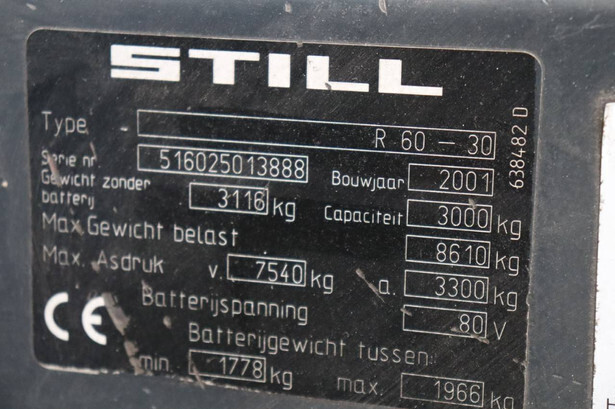 STILL
Type R 60 – 30
Serie nr. 516025013888 Bouwjaar 2001
Gewicht zonder batterij 3116 kg Capaciteit 3000 kg
Max Gewicht belast 8610 kg
Max. Asdruk v. 7540 kg a. 3300 kg
Batterijspanning 80 V
Batterijgewicht tussen:
min. 1778 kg max. 1966 kg
CE
638482 D